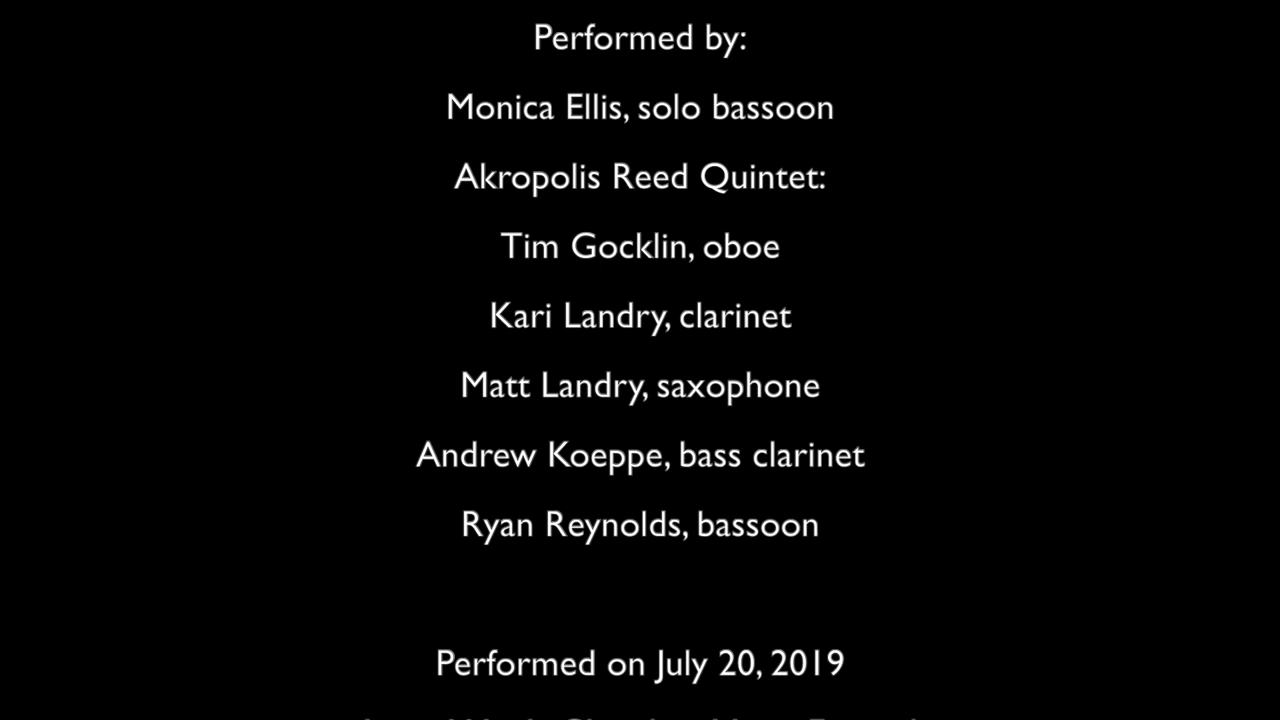 Performed by:
Monica Ellis, solo bassoon
Akropolis Reed Quintet:
Tim Gocklin, oboe
Kari Landry, clarinet
Matt Landry, saxophone
Andrew Koeppe, bass clarinet
Ryan Reynolds, bassoon
Performed on July 20, 2019